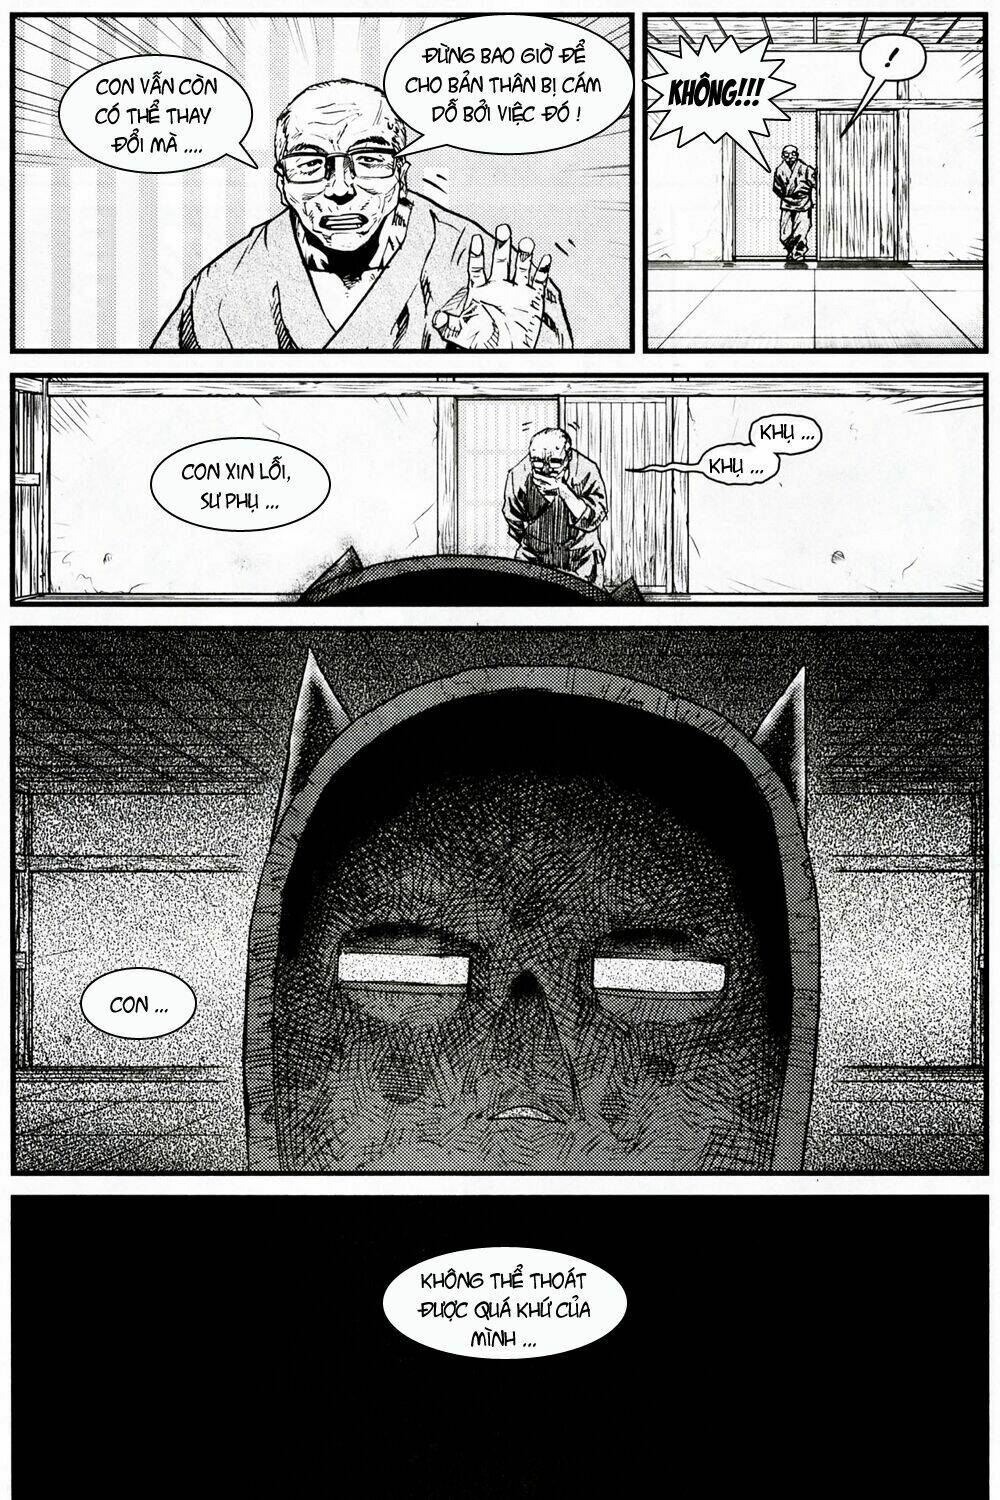 CON VẪN CÒN
CÓ THỂ THAY
ĐỔI MÀ ....
ĐỪNG BAO GIỜ ĐỂ
CHO BẢN THÂN BỊ CÁM
DỖ BỞI VIỆC ĐÓ !
KHÔNG!!!
!
CON XIN LỖI,
SƯ PHỤ ...
KHỤ ...
KHỤ ...
CON ...
KHÔNG THỂ THOÁT
ĐƯỢC QUÁ KHỨ CỦA
MÌNH ...